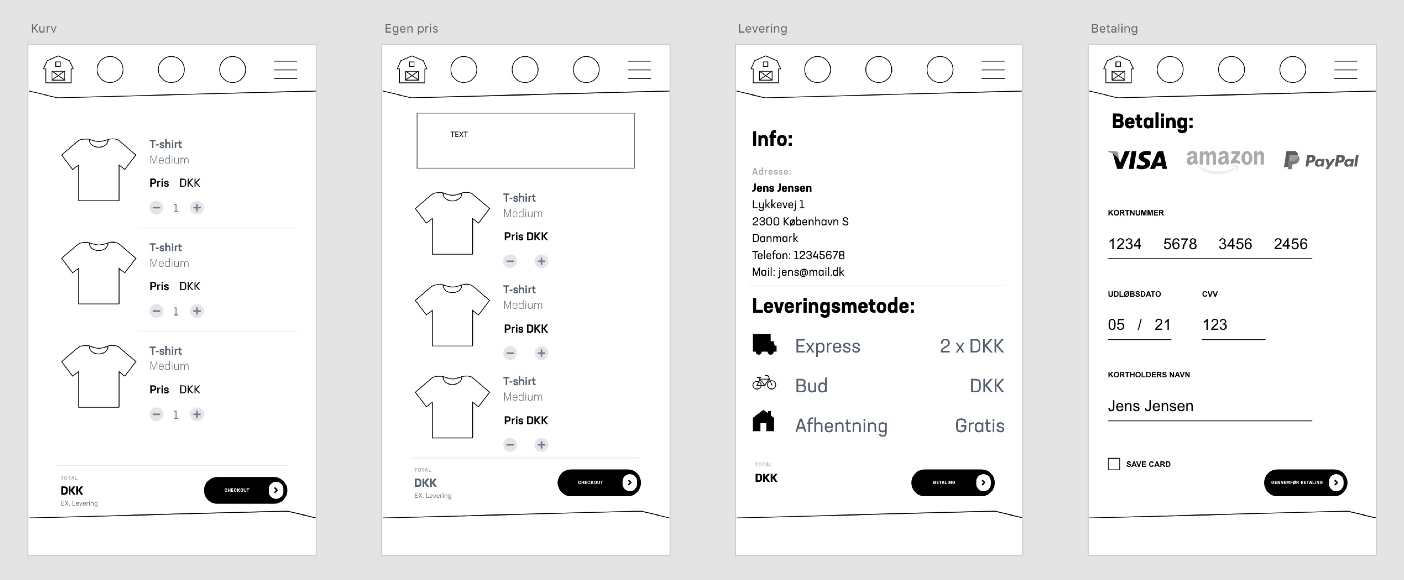 Kurv
T-shirt
Medium
Pris DKK
1
T-shirt
Medium
Pris DKK
1
T-shirt
Medium
Pris DKK
1
TOTAL
DKK
EX. Levering
CHECKOUT
Egen pris
TEXT
T-shirt
Medium
Pris DKK
T-shirt
Medium
Pris DKK
T-shirt
Medium
Pris DKK
TOTAL
DKK
EX. Levering
CHECKOUT
Levering
Info:
Adresse:
Jens Jensen
Lykkevej 1
2300 København S
Danmark
Telefon: 12345678
Mail: jens@mail.dk
Leveringsmetode:
Express 2 x DKK
Bud DKK
Afhentning Gratis
TOTAL
DKK
BETALING
Betaling
Betaling:
VISA amazon PayPal
KORTNUMMER
1234 5678 3456 2456
UDLØBSDATO CVV
05 / 21 123
KORTHOLDERS NAVN
Jens Jensen
SAVE CARD
GENNEMFØR BETALING